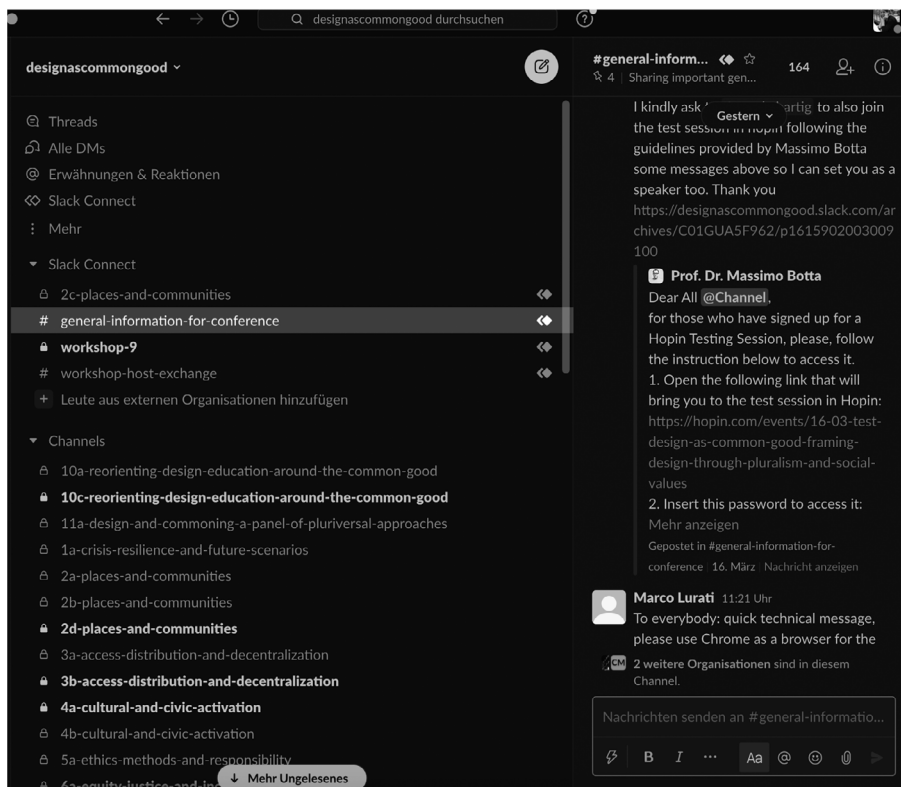 designascommongood durchsuchen
designascommongood
Threads
Alle DMs
@ Erwähnungen & Reaktionen
Slack Connect
Mehr
Slack Connect
2c-places-and-communities
# general-information-for-conference
workshop-9
# workshop-host-exchange
+ Leute aus externen Organisationen hinzufügen
Channels
10a-reorienting-design-education-around-the-common-good
10c-reorienting-design-education-around-the-common-good
11a-design-and-commoning-a-panel-of-pluriversal-approaches
1a-crisis-resilience-and-future-scenarios
2a-places-and-communities
2b-places-and-communities
2d-places-and-communities
3a-access-distribution-and-decentralization
3b-access-distribution-and-decentralization
4a-cultural-and-civic-activation
4b-cultural-and-civic-activation
5a-ethics-methods-and-responsibility
6a-equity-justice-and-in
Mehr Ungelesenes
#general-inform... 164
4 | Sharing important gen...
Gestern
I kindly ask to also join
the test session in hopin following the
guidelines provided by Massimo Botta
some messages above so I can set you as a
speaker too. Thank you
https://designascommongood.slack.com/ar
chives/C01GUA5F962/p1615902003009
100
Prof. Dr. Massimo Botta
Dear All @Channel,
for those who have signed up for a
Hopin Testing Session, please, follow
the instruction below to access it.
1. Open the following link that will
bring you to the test session in Hopin:
https://hopin.com/events/16-03-test-
design-as-common-good-framing-
design-through-pluralism-and-social-
values
2. Insert this password to access it:
Mehr anzeigen
Gepostet in #general-information-for-
conference | 16. März | Nachricht anzeigen
Marco Lurati 11:21 Uhr
To everybody: quick technical message,
please use Chrome as a browser for the
CM 2 weitere Organisationen sind in diesem
Channel.
Nachrichten senden an #general-informatio...
B I ... Aa @